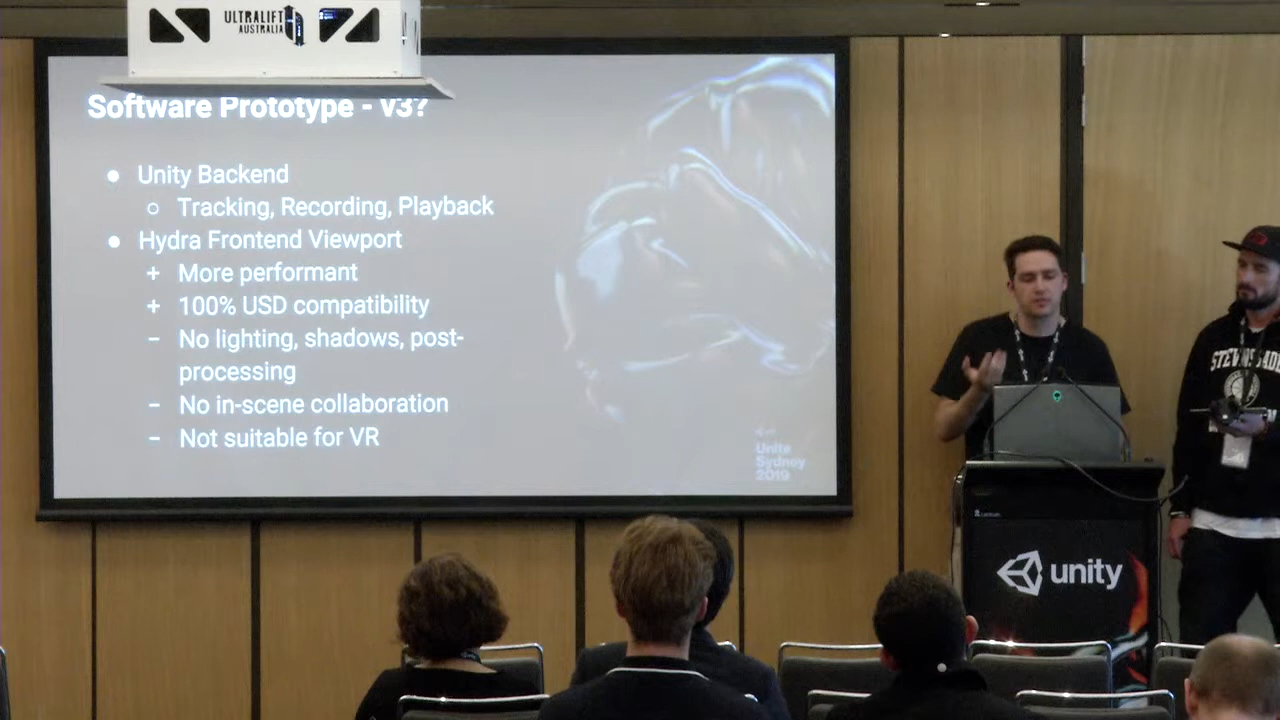 ULTRALIFT
AUSTRALIA
Software Prototype - v3?
● Unity Backend
○ Tracking, Recording, Playback
● Hydra Frontend Viewport
+ More performant
+ 100% USD compatibility
− No lighting, shadows, post-
processing
− No in-scene collaboration
− Not suitable for VR
Unite
Sydney
2019
unity